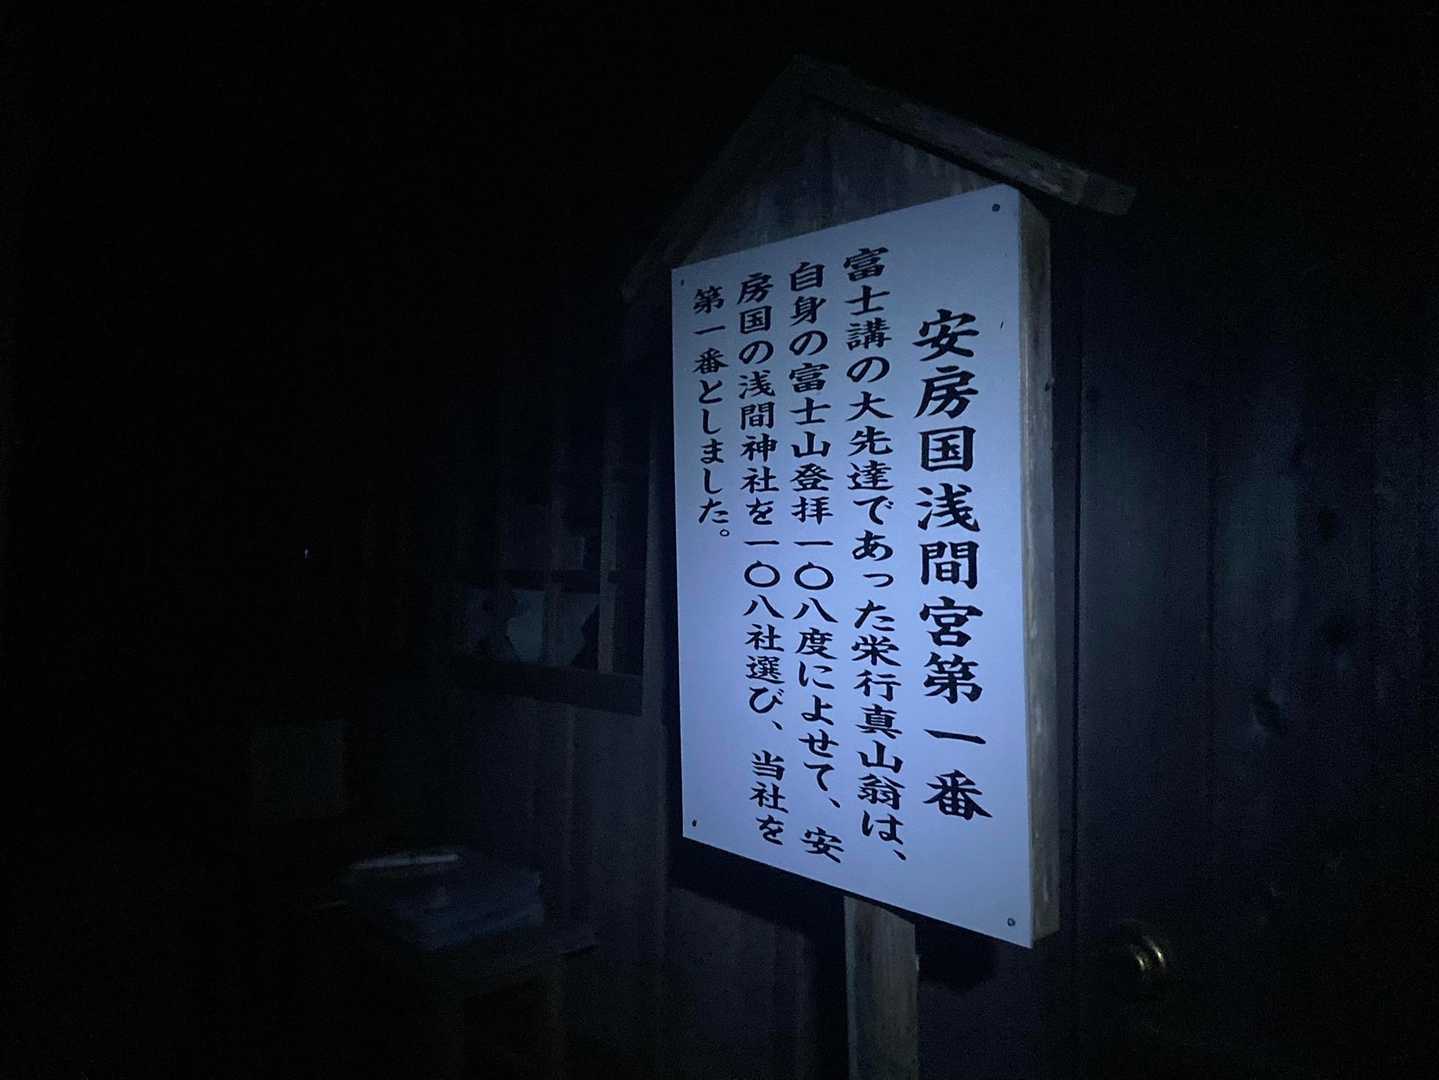 安房国浅間宮第一番
富士講の大先達であった栄行真山翁は、
自身の富士山登拝一〇八度によせて、安
房国の浅間神社を一〇八社選び、当社を
第一番としました。